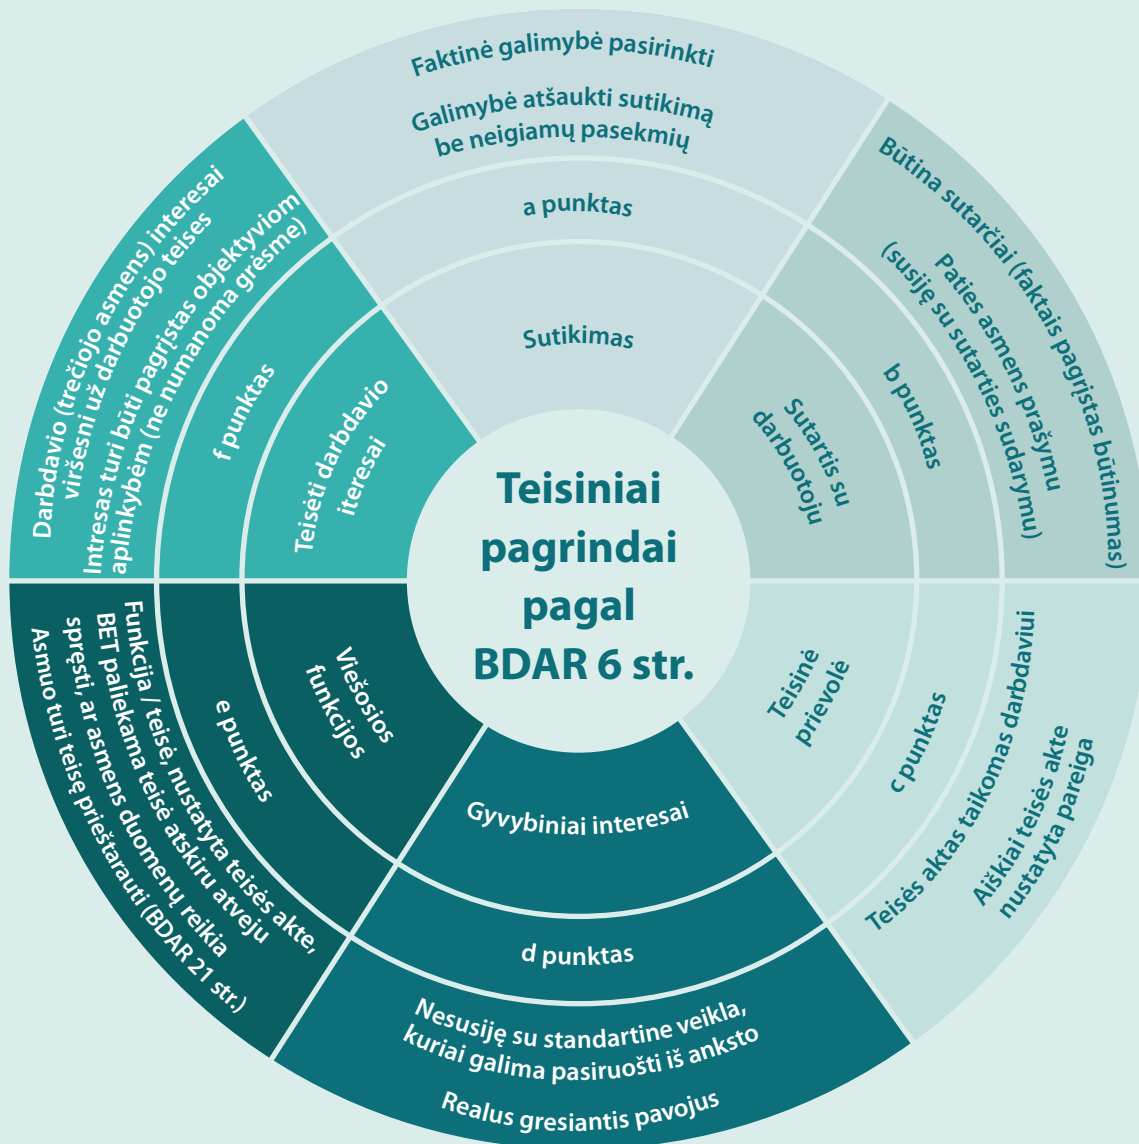 Teisiniai
pagrindai
pagal
BDAR 6 str.
Faktinė galimybė pasirinkti
Galimybė atšaukti sutikimą
be neigiamų pasekmių
a punktas
Sutikimas
Būtina sutarčiai (faktais pagrįstas būtinumas)
Paties asmens prašymu
(susiję su sutarties sudarymu)
b punktas
Sutartis su
darbuotoju
Teisės aktas taikomas darbdaviui
Aiškiai teisės akte
nustatyta pareiga
c punktas
Teisinė
prievolė
Gyvybiniai interesai
d punktas
Nesusiję su standartine veikla,
kuriai galima pasiruošti iš anksto
Realus gresiantis pavojus
Viešosios
funkcijos
e punktas
Funkcija / teisė, nustatyta teisės akte,
BET paliekama teisė atskiru atveju
spręsti, ar asmens duomenų reikia
Asmuo turi teisę prieštarauti (BDAR 21 str.)
Darbdavio (trečiojo asmens) interesai
viršesni už darbuotojo teises
Intresas turi būti pagrįstas objektyviom
aplinkybėm (ne numanoma grėsme)
f punktas
Teisėti darbdavio
iteresai